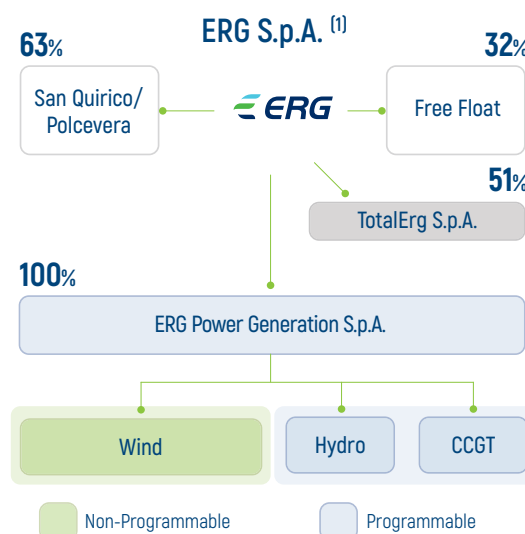 ERG S.p.A. (1)
63%
32%
San Quirico/
Polcevera
ERG
Free Float
51%
TotalErg S.p.A.
100%
ERG Power Generation S.p.A.
Wind
Hydro
CCGT
Non-Programmable
Programmable